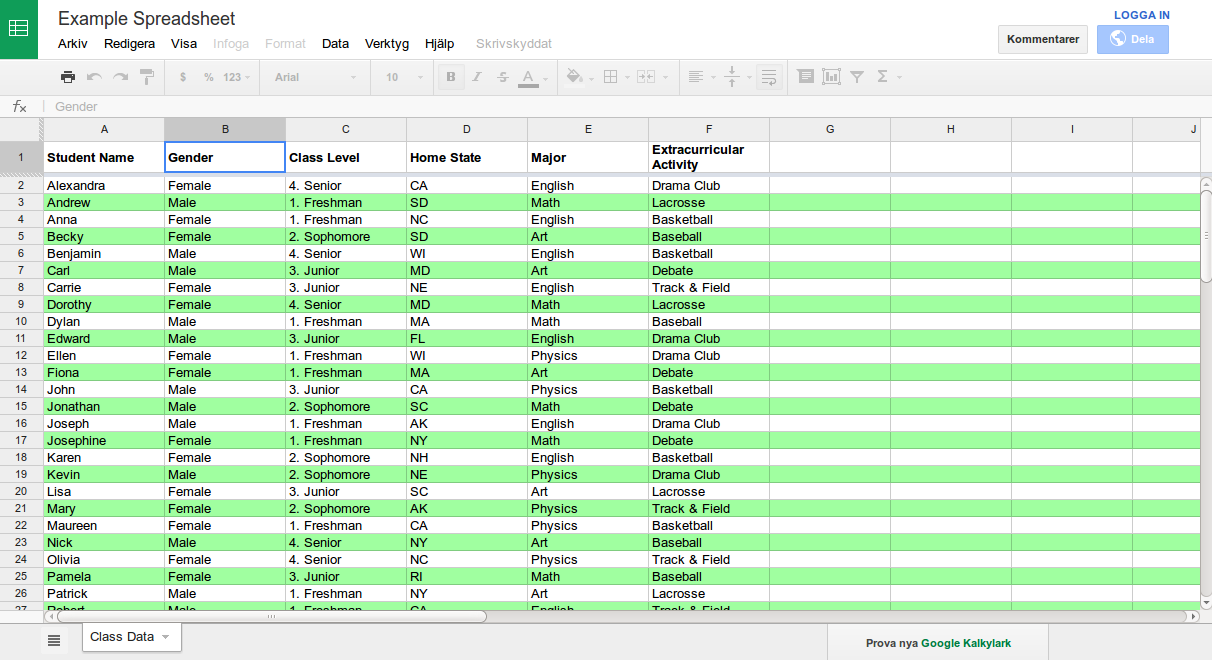 Example Spreadsheet
LOGGA IN
Arkiv Redigera Visa Infoga Format Data Verktyg Hjälp Skrivskyddat
Kommentarer Dela
$ % 123 Arial 10 B I S A Σ
fx Gender
A B C D E F G H I J
1 Student Name Gender Class Level Home State Major Extracurricular
Activity
2 Alexandra Female 4. Senior CA English Drama Club
3 Andrew Male 1. Freshman SD Math Lacrosse
4 Anna Female 1. Freshman NC English Basketball
5 Becky Female 2. Sophomore SD Art Baseball
6 Benjamin Male 4. Senior WI English Basketball
7 Carl Male 3. Junior MD Art Debate
8 Carrie Female 3. Junior NE English Track & Field
9 Dorothy Female 4. Senior MD Math Lacrosse
10 Dylan Male 1. Freshman MA Math Baseball
11 Edward Male 3. Junior FL English Drama Club
12 Ellen Female 1. Freshman WI Physics Drama Club
13 Fiona Female 1. Freshman MA Art Debate
14 John Male 3. Junior CA Physics Basketball
15 Jonathan Male 2. Sophomore SC Math Debate
16 Joseph Male 1. Freshman AK English Drama Club
17 Josephine Female 1. Freshman NY Math Debate
18 Karen Female 2. Sophomore NH English Basketball
19 Kevin Male 2. Sophomore NE Physics Drama Club
20 Lisa Female 3. Junior SC Art Lacrosse
21 Mary Female 2. Sophomore AK Physics Track & Field
22 Maureen Female 1. Freshman CA Physics Basketball
23 Nick Male 4. Senior NY Art Baseball
24 Olivia Female 4. Senior NC Physics Track & Field
25 Pamela Female 3. Junior RI Math Baseball
26 Patrick Male 1. Freshman NY Art Lacrosse
27 Robert Male 1. Freshman CA English Track & Field
Class Data
Prova nya Google Kalkylark